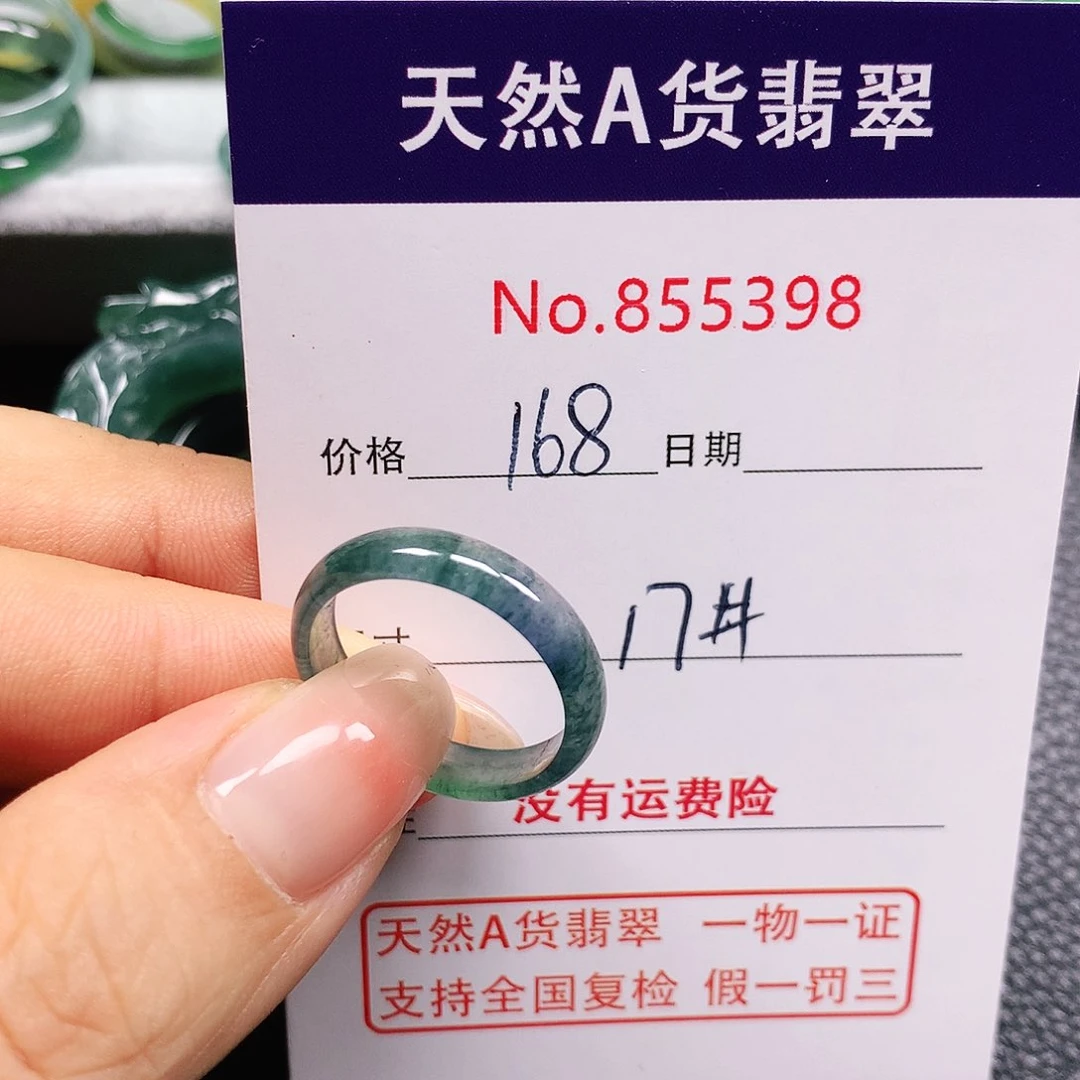 天然A货翡翠
No.855398
价格 168 日期
寸 17#
没有运费险
天然A货翡翠 一物一证
支持全国复检 假一罚三